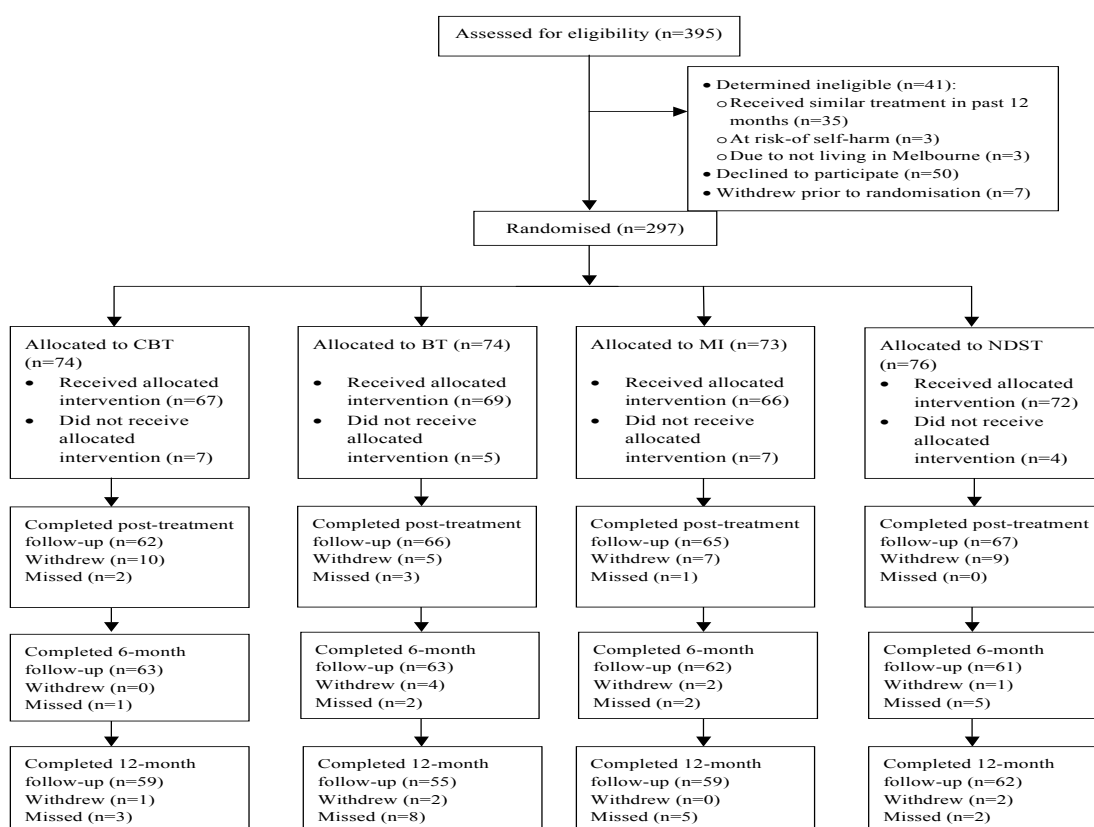 Assessed for eligibility (n=395)
• Determined ineligible (n=41):
o Received similar treatment in past 12
months (n=35)
o At risk-of self-harm (n=3)
o Due to not living in Melbourne (n=3)
• Declined to participate (n=50)
• Withdrew prior to randomisation (n=7)
Randomised (n=297)
Allocated to CBT
(n=74)
• Received allocated
intervention (n=67)
• Did not receive
allocated
intervention (n=7)
Allocated to BT (n=74)
• Received allocated
intervention (n=69)
• Did not receive
allocated
intervention (n=5)
Allocated to MI (n=73)
• Received allocated
intervention (n=66)
• Did not receive
allocated
intervention (n=7)
Allocated to NDST
(n=76)
• Received allocated
intervention (n=72)
• Did not receive
allocated
intervention (n=4)
Completed post-treatment
follow-up (n=62)
Withdrew (n=10)
Missed (n=2)
Completed post-treatment
follow-up (n=66)
Withdrew (n=5)
Missed (n=3)
Completed post-treatment
follow-up (n=65)
Withdrew (n=7)
Missed (n=1)
Completed post-treatment
follow-up (n=67)
Withdrew (n=9)
Missed (n=0)
Completed 6-month
follow-up (n=63)
Withdrew (n=0)
Missed (n=1)
Completed 6-month
follow-up (n=63)
Withdrew (n=4)
Missed (n=2)
Completed 6-month
follow-up (n=62)
Withdrew (n=2)
Missed (n=2)
Completed 6-month
follow-up (n=61)
Withdrew (n=1)
Missed (n=5)
Completed 12-month
follow-up (n=59)
Withdrew (n=1)
Missed (n=3)
Completed 12-month
follow-up (n=55)
Withdrew (n=2)
Missed (n=8)
Completed 12-month
follow-up (n=59)
Withdrew (n=0)
Missed (n=5)
Completed 12-month
follow-up (n=62)
Withdrew (n=2)
Missed (n=2)